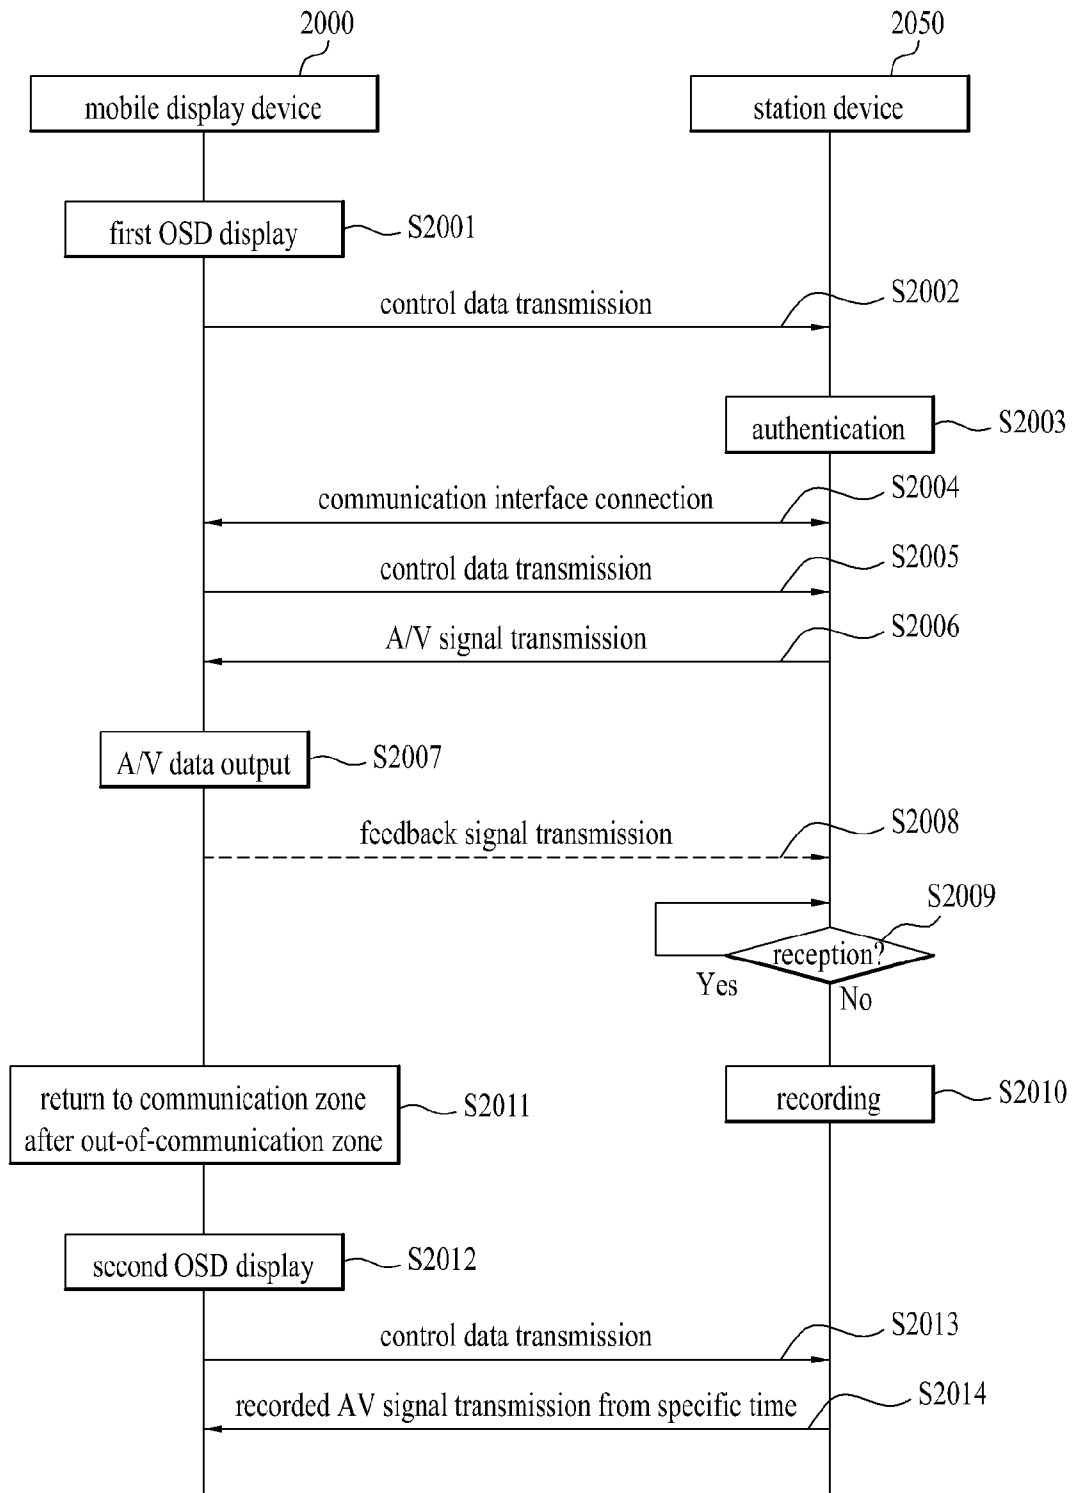 2000
2050
mobile display device
station device
first OSD display
S2001
control data transmission
S2002
authentication
S2003
communication interface connection
S2004
control data transmission
S2005
A/V signal transmission
S2006
A/V data output
S2007
feedback signal transmission
S2008
S2009
reception?
Yes
No
return to communication zone
after out-of-communication zone
S2011
recording
S2010
second OSD display
S2012
control data transmission
S2013
recorded AV signal transmission from specific time
S2014